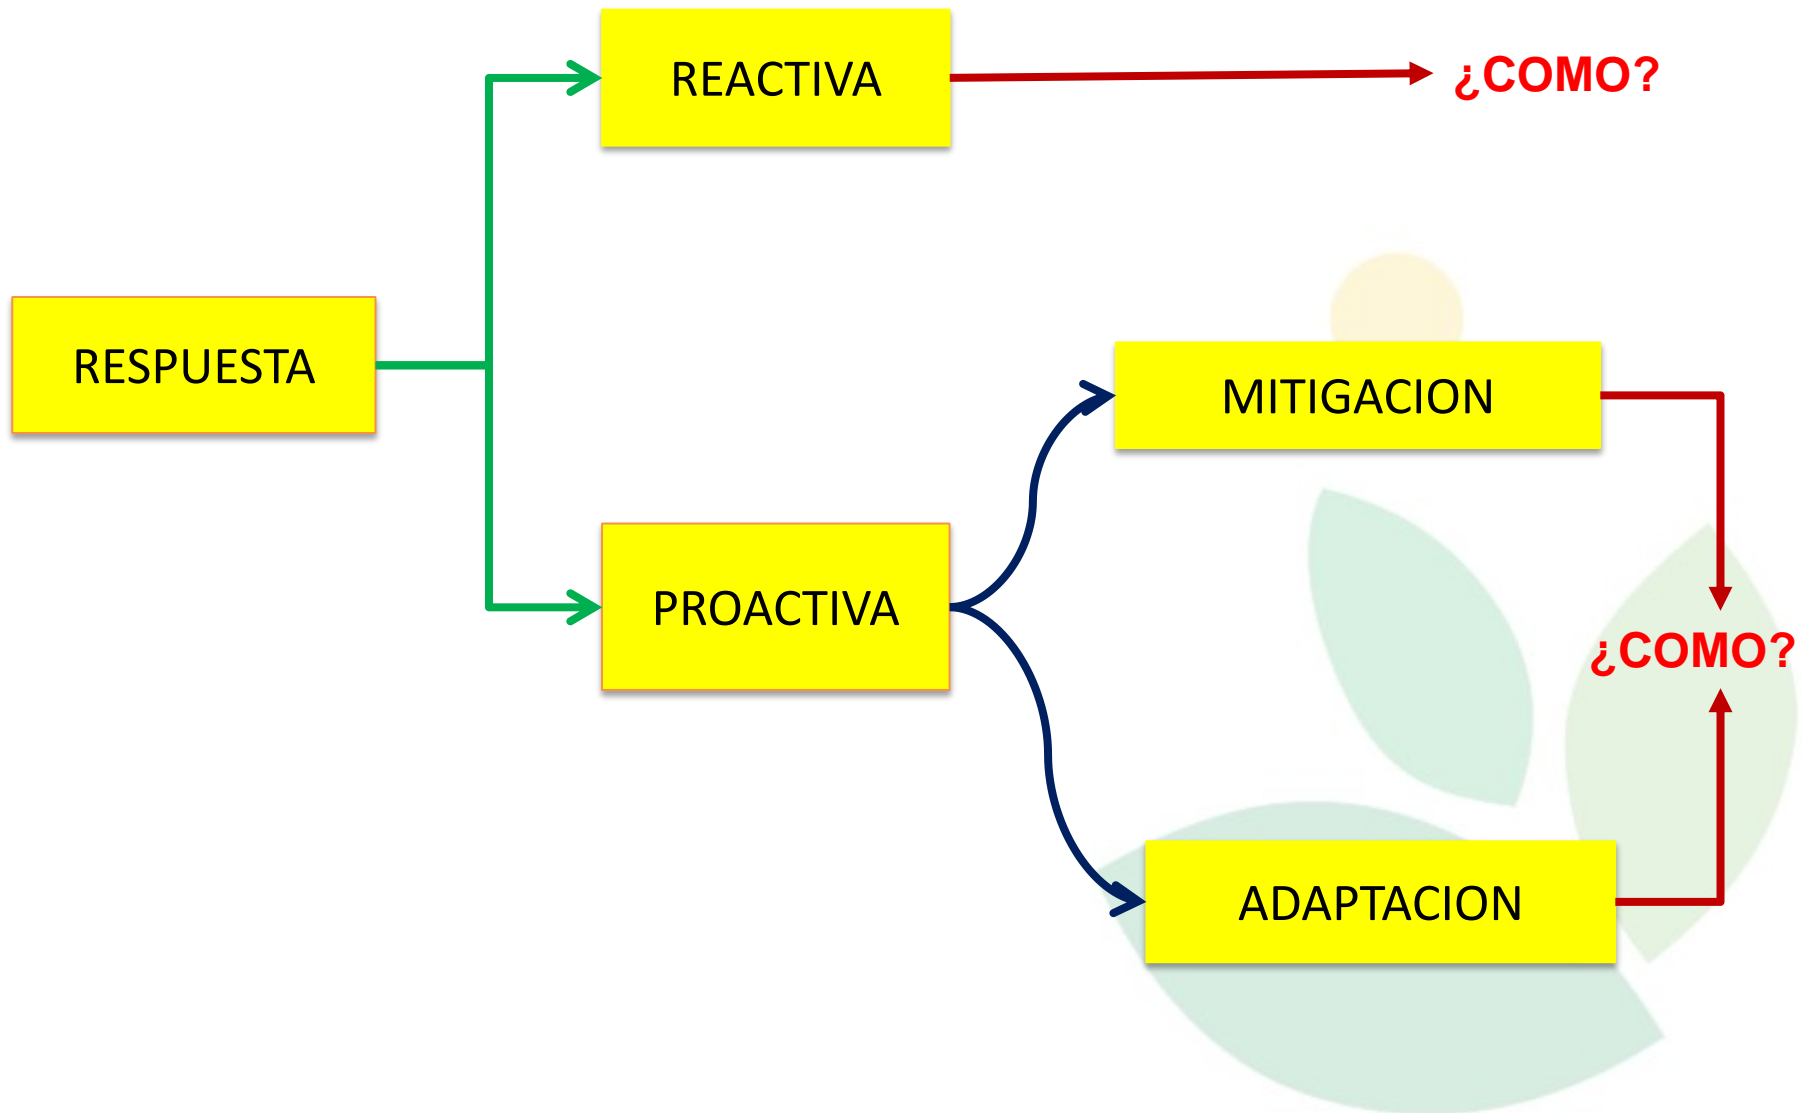 REACTIVA
¿COMO?
RESPUESTA
MITIGACION
PROACTIVA
¿COMO?
ADAPTACION